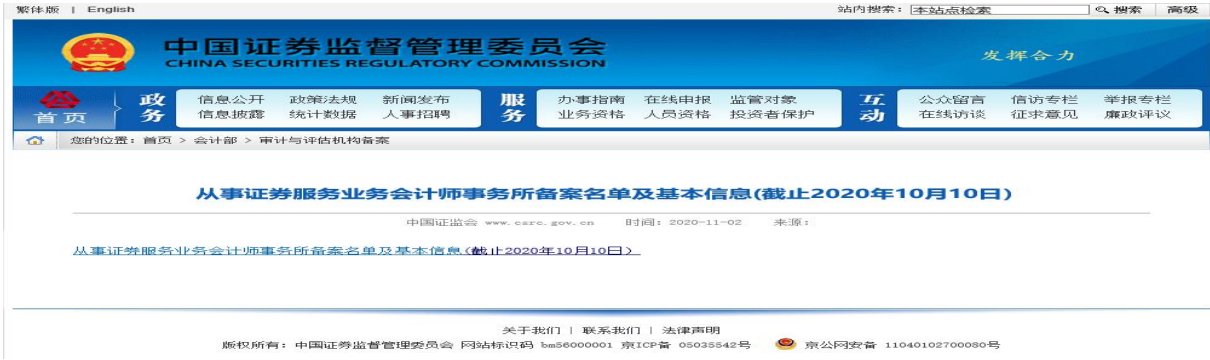 繁体版 | English 站内搜索: 本站点检索 搜索 高级
中国证券监督管理委员会
CHINA SECURITIES REGULATORY COMMISSION
发挥合力
首页
政务 信息公开 政策法规 新闻发布 服务 办事指南 在线申报 监管对象 互动 公众留言 信访专栏 举报专栏
信息披露 统计数据 人事招聘 业务资格 人员资格 投资者保护 在线访谈 征求意见 廉政评议
您的位置: 首页 > 会计部 > 审计与评估机构备案
从事证券服务业务会计师事务所备案名单及基本信息(截止2020年10月10日)
中国证监会 www.csrc.gov.cn 时间: 2020-11-02 来源:
从事证券服务业务会计师事务所备案名单及基本信息(截止2020年10月10日)
关于我们 | 联系我们 | 法律声明
版权所有: 中国证券监督管理委员会 网站标识码 bm56000001 京ICP备 05035542号 京公网安备 11040102700080号